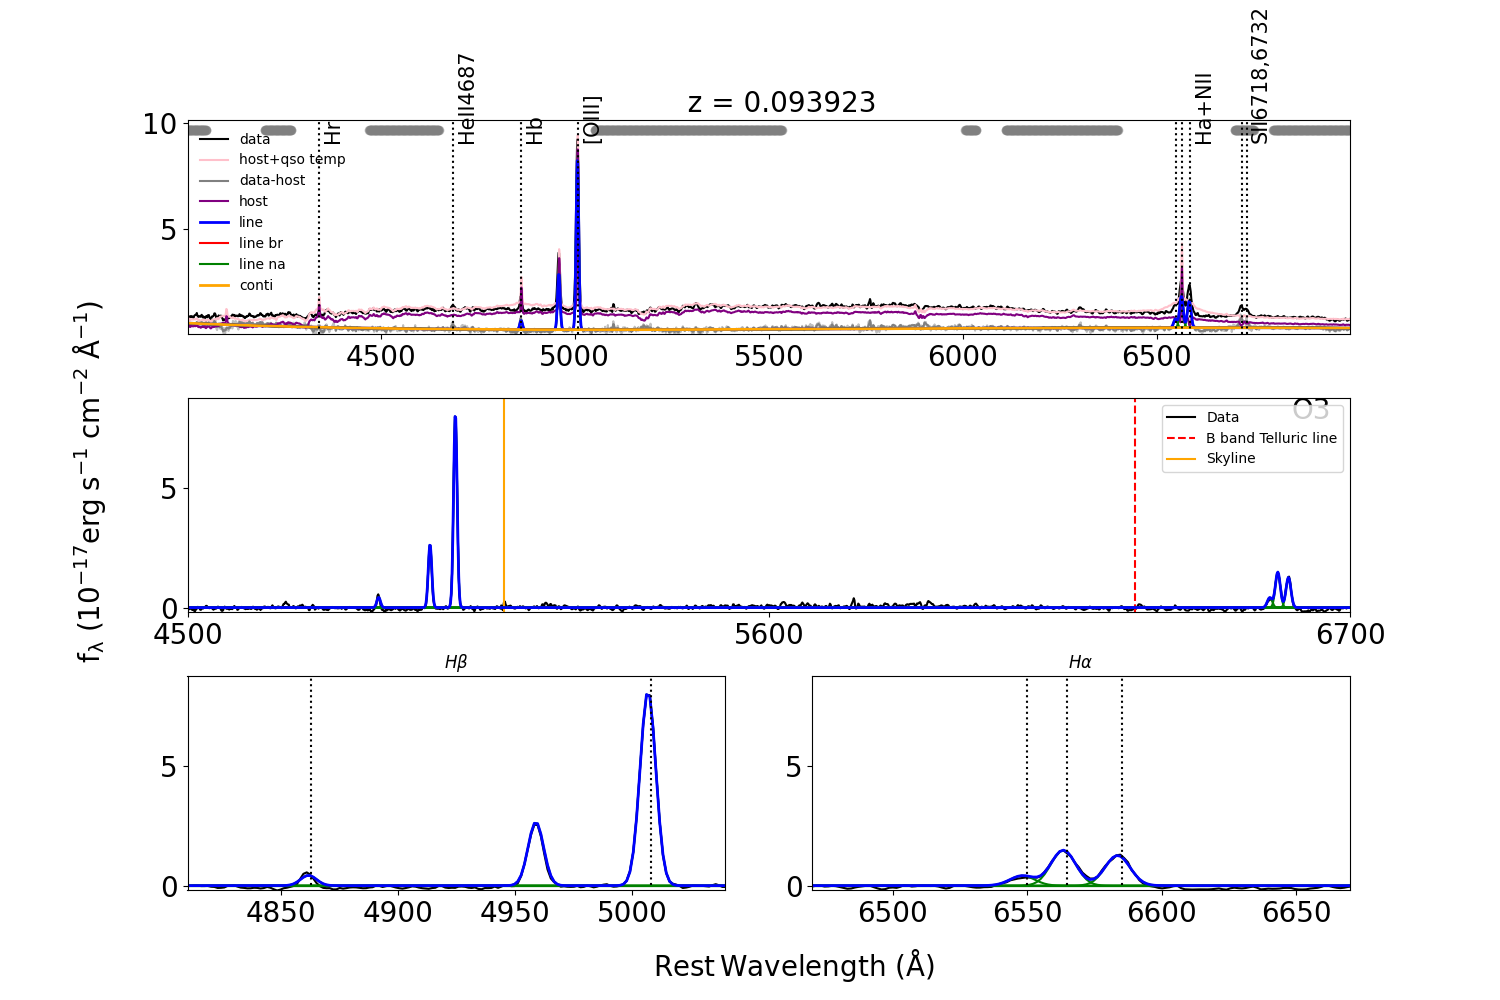 z = 0.093923
Hr
HeII4687
Hb
[OIII]
Ha+NII
SII6718,6732
10
5
data
host+qso temp
data-host
host
line
line br
line na
conti
4500 5000 5500 6000 6500
f_λ (10^{-17} erg s^{-1} cm^{-2} Å^{-1})
O3
5
0
Data
B band Telluric line
Skyline
4500 5600 6700
Hβ
5
0
4850 4900 4950 5000
Hα
5
0
6500 6550 6600 6650
Rest Wavelength (Å)